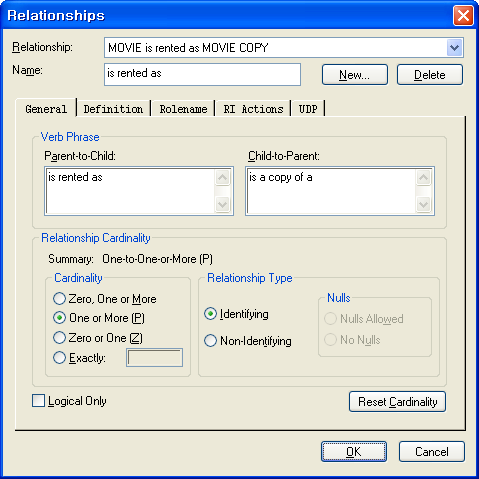 Relationships
Relationship: MOVIE is rented as MOVIE COPY
Name: is rented as New... Delete
General Definition Rolename RI Actions UDP
Verb Phrase
Parent-to-Child: Child-to-Parent:
is rented as is a copy of a
Relationship Cardinality
Summary: One-to-One-or-More (P)
Cardinality Relationship Type
Zero, One or More Nulls
One or More (P) Identifying Nulls Allowed
Zero or One (Z) Non-Identifying No Nulls
Exactly:
Logical Only Reset Cardinality
OK Cancel